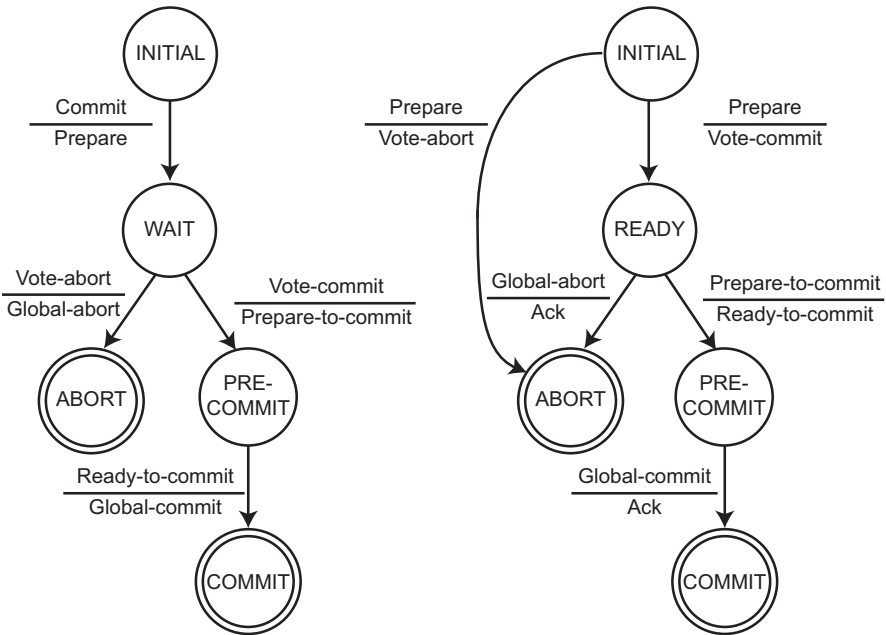 INITIAL
Commit
Prepare
WAIT
Vote-abort
Global-abort
Vote-commit
Prepare-to-commit
ABORT
PRE-
COMMIT
Ready-to-commit
Global-commit
COMMIT
INITIAL
Prepare
Vote-abort
Prepare
Vote-commit
READY
Global-abort
Ack
Prepare-to-commit
Ready-to-commit
ABORT
PRE-
COMMIT
Global-commit
Ack
COMMIT